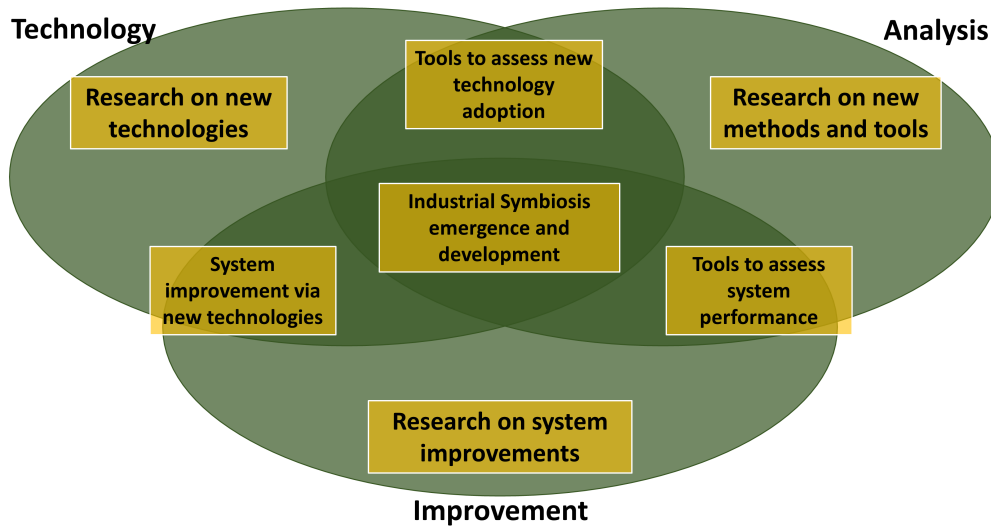 Technology
Analysis
Tools to assess new
technology
adoption
Research on new
technologies
Research on new
methods and tools
Industrial Symbiosis
emergence and
development
System
improvement via
new technologies
Tools to assess
system
performance
Research on system
improvements
Improvement